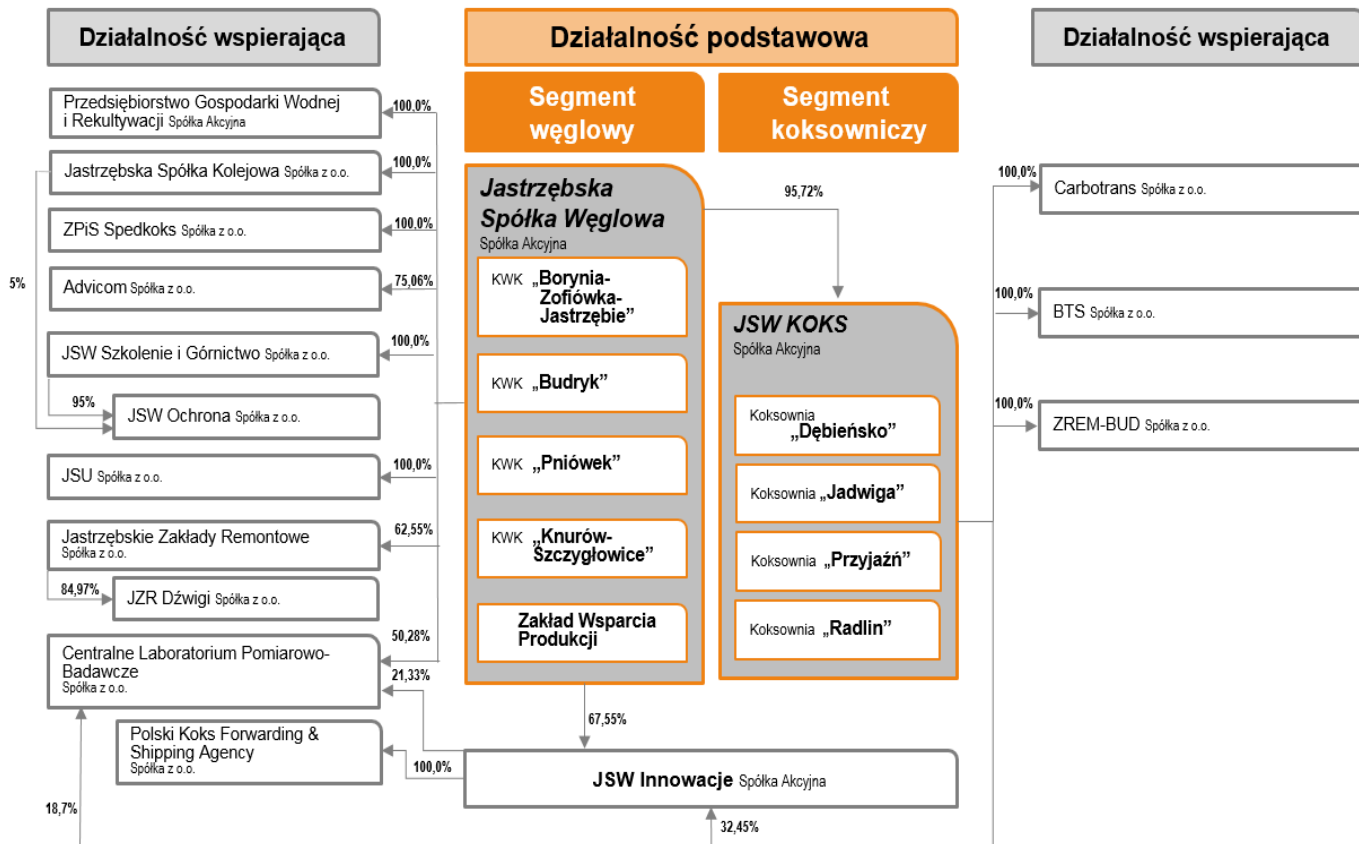 Działalność wspierająca
Działalność podstawowa
Działalność wspierająca
Segment
węglowy
Segment
koksowniczy
Przedsiębiorstwo Gospodarki Wodnej
i Rekultywacji Spółka Akcyjna
100,0%
Jastrzębska Spółka Kolejowa Spółka z o.o.
100,0%
ZPiS Spedkoks Spółka z o.o.
100,0%
5%
Advicom Spółka z o.o.
75,06%
JSW Szkolenie i Górnictwo Spółka z o.o.
100,0%
95%
JSW Ochrona Spółka z o.o.
JSU Spółka z o.o.
100,0%
Jastrzębskie Zakłady Remontowe
Spółka z o.o.
62,55%
84,97%
JZR Dźwigi Spółka z o.o.
Centralne Laboratorium Pomiarowo-
Badawcze
Spółka z o.o.
50,28%
21,33%
Polski Koks Forwarding &
Shipping Agency
Spółka z o.o.
100,0%
18,7%
Jastrzębska
Spółka Węglowa
Spółka Akcyjna
KWK „Borynia-
Zofiówka-
Jastrzębie”
KWK „Budryk”
KWK „Pniówek”
KWK „Knurów-
Szczygłowice”
Zakład Wsparcia
Produkcji
95,72%
JSW KOKS
Spółka Akcyjna
Koksownia
„Dębieńsko”
Koksownia „Jadwiga”
Koksownia „Przyjaźń”
Koksownia „Radlin”
67,55%
JSW Innowacje Spółka Akcyjna
32,45%
100,0%
Carbotrans Spółka z o.o.
100,0%
BTS Spółka z o.o.
100,0%
ZREM-BUD Spółka z o.o.